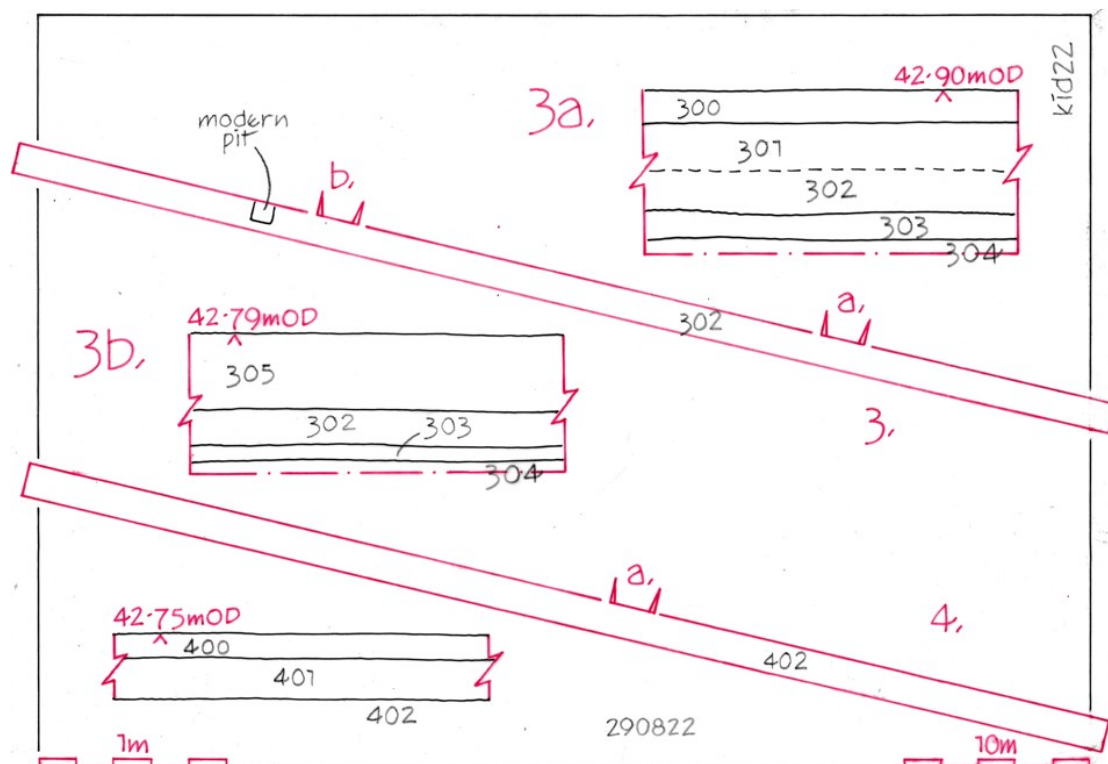 kid22
42·90mOD
3a,
300
301
302
303
304
modern
pit
b,
a,
302
3,
42·79mOD
3b,
305
302
303
304
a,
4,
402
42·75mOD
400
401
402
290822
1m
10m